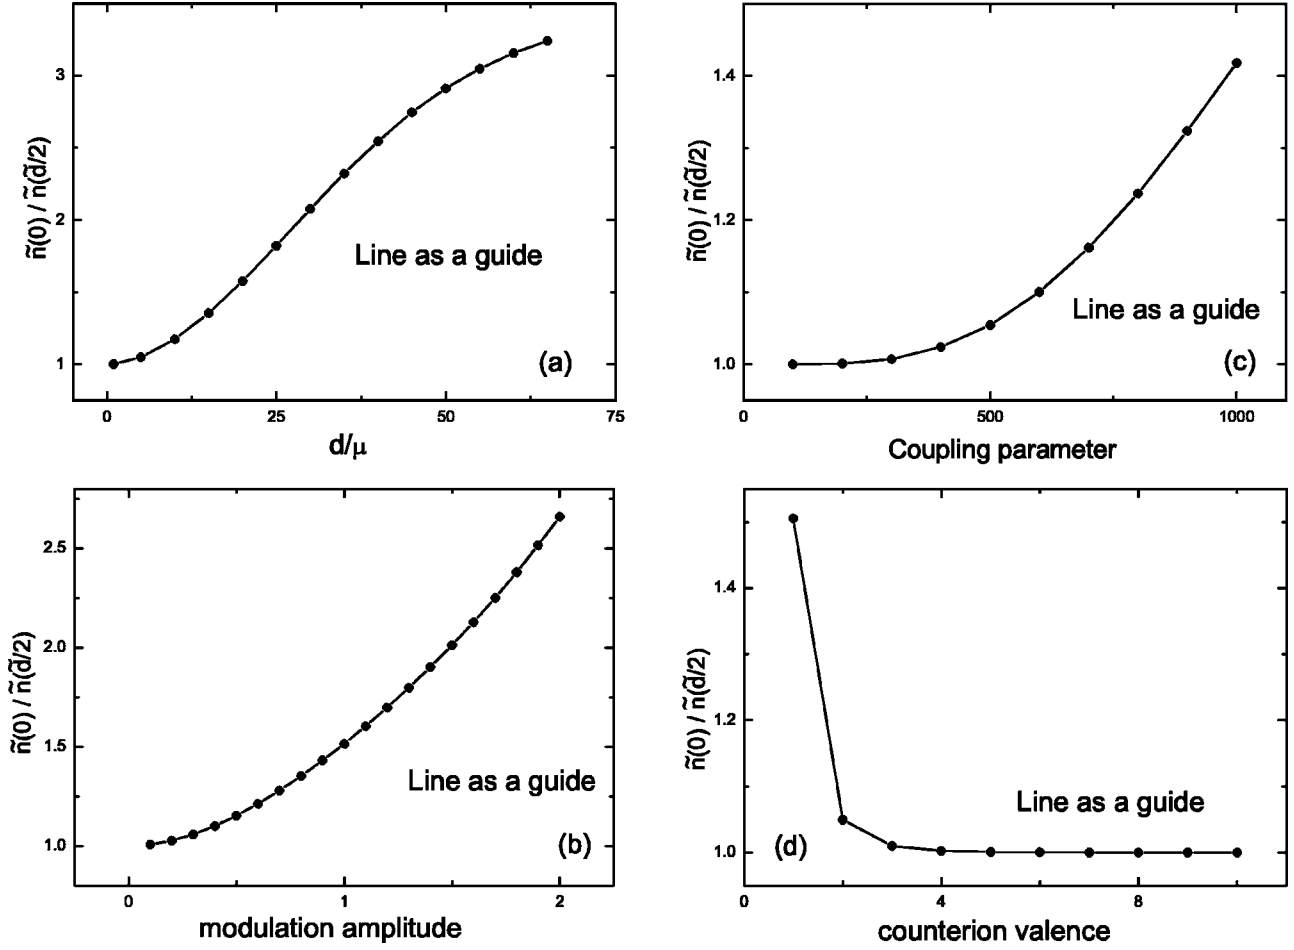 3
2
1
ñ(0) / ñ(d̃/2)
Line as a guide
(a)
0
25
50
75
d/μ
1.4
1.2
1.0
ñ(0) / ñ(d̃/2)
Line as a guide
(c)
0
500
1000
Coupling parameter
2.5
2.0
1.5
1.0
ñ(0) / ñ(d̃/2)
Line as a guide
(b)
0
1
2
modulation amplitude
1.4
1.2
1.0
ñ(0) / ñ(d̃/2)
Line as a guide
(d)
0
4
8
counterion valence